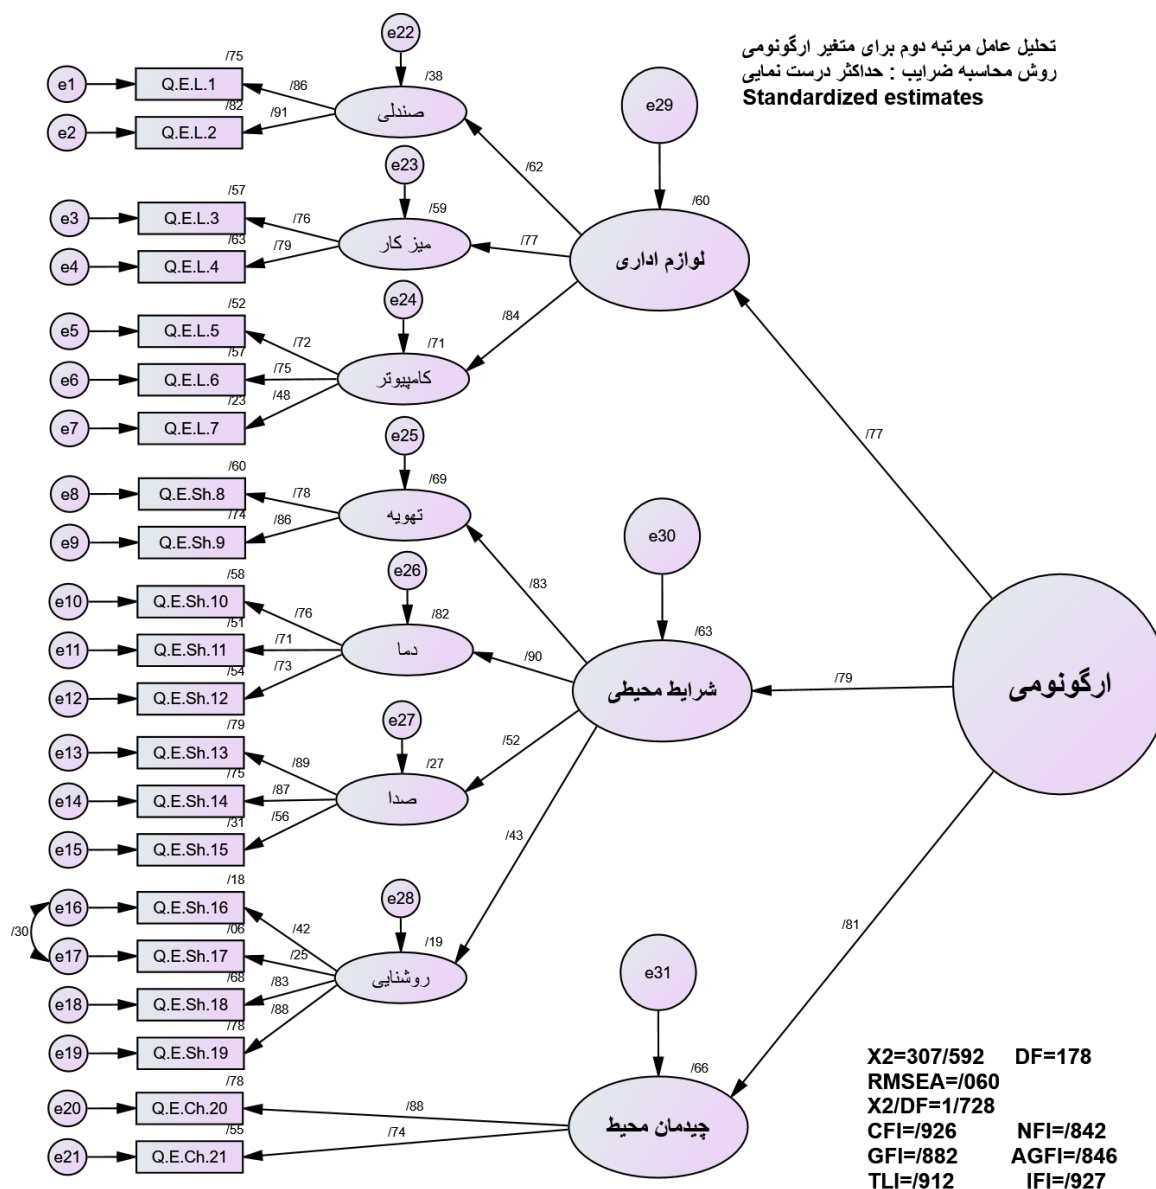 تحلیل عامل مرتبه دوم برای متغیر ارگونومی
روش محاسبه ضرایب : حداکثر درست نمایی
Standardized estimates
e22
/75
e1
Q.E.L.1
/86
/38
صندلی
/82
e2
Q.E.L.2
/91
e29
/62
e23
/57
e3
Q.E.L.3
/76
/59
میز کار
/63
e4
Q.E.L.4
/79
/77
/60
لوازم اداری
e24
/52
e5
Q.E.L.5
/72
/71
کامپیوتر
/84
/57
e6
Q.E.L.6
/75
/23
e7
Q.E.L.7
/48
/77
e25
/60
e8
Q.E.Sh.8
/78
/69
تهویه
/74
e9
Q.E.Sh.9
/86
e30
/83
e26
/58
e10
Q.E.Sh.10
/76
/82
دما
/51
e11
Q.E.Sh.11
/71
/90
/63
شرایط محیطی
/79
ارگونومی
/54
e12
Q.E.Sh.12
/73
e27
/79
e13
Q.E.Sh.13
/89
/27
صدا
/52
/75
e14
Q.E.Sh.14
/87
/31
e15
Q.E.Sh.15
/56
/43
e28
/18
e16
Q.E.Sh.16
/42
/19
روشنایی
/30
/06
e17
Q.E.Sh.17
/25
/68
e18
Q.E.Sh.18
/83
/78
e19
Q.E.Sh.19
/88
e31
/81
/78
e20
Q.E.Ch.20
/88
/66
چیدمان محیط
/55
e21
Q.E.Ch.21
/74
X2=307/592 DF=178
RMSEA=/060
X2/DF=1/728
CFI=/926 NFI=/842
GFI=/882 AGFI=/846
TLI=/912 IFI=/927